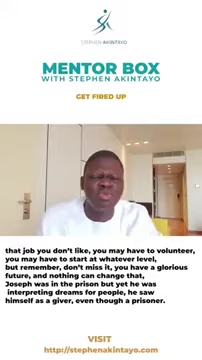 STEPHEN AKINTAYO
MENTOR BOX
WITH STEPHEN AKINTAYO
GET FIRED UP
that job you don't like, you may have to volunteer,
you may have to start at whatever level,
but remember, don't miss it, you have a glorious
future, and nothing can change that,
Joseph was in the prison but yet he was
interpreting dreams for people, he saw
himself as a giver, even though a prisoner.
VISIT
http://stephenakintayo.com